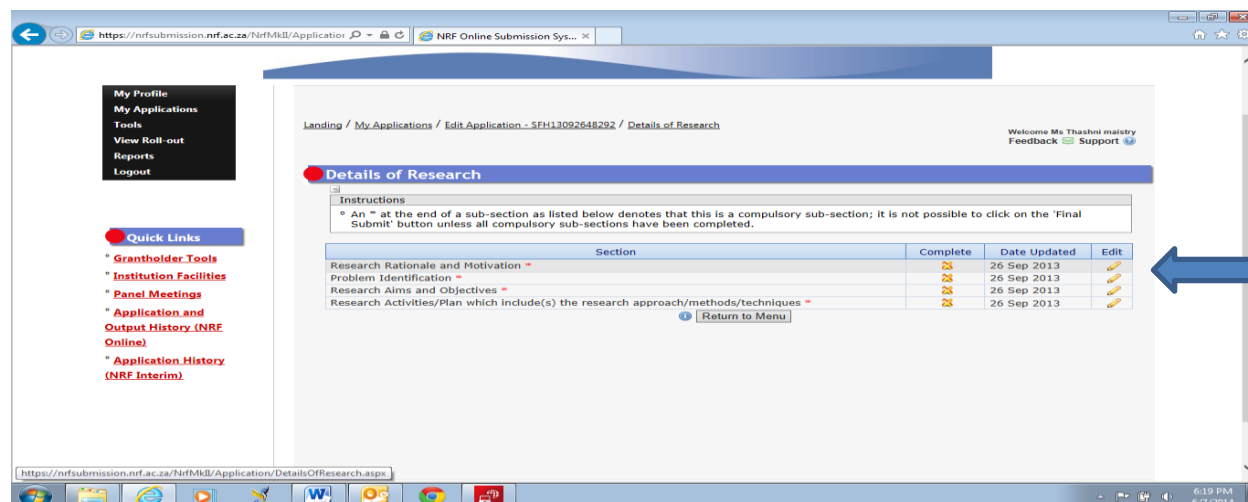 https://nrfsubmission.nrf.ac.za/NrfMkII/Application
NRF Online Submission Sys...
My Profile
My Applications
Tools
View Roll-out
Reports
Logout
Landing / My Applications / Edit Application - SFH13092648292 / Details of Research
Welcome Ms Thashni maistry
Feedback Support
Details of Research
Instructions
An * at the end of a sub-section as listed below denotes that this is a compulsory sub-section; it is not possible to click on the 'Final
Submit' button unless all compulsory sub-sections have been completed.
Section Complete Date Updated Edit
Research Rationale and Motivation * 26 Sep 2013
Problem Identification * 26 Sep 2013
Research Aims and Objectives * 26 Sep 2013
Research Activities/Plan which include(s) the research approach/methods/techniques * 26 Sep 2013
Return to Menu
Quick Links
Grantholder Tools
Institution Facilities
Panel Meetings
Application and
Output History (NRF
Online)
Application History
(NRF Interim)
https://nrfsubmission.nrf.ac.za/NrfMkII/Application/DetailsOfResearch.aspx
6:19 PM